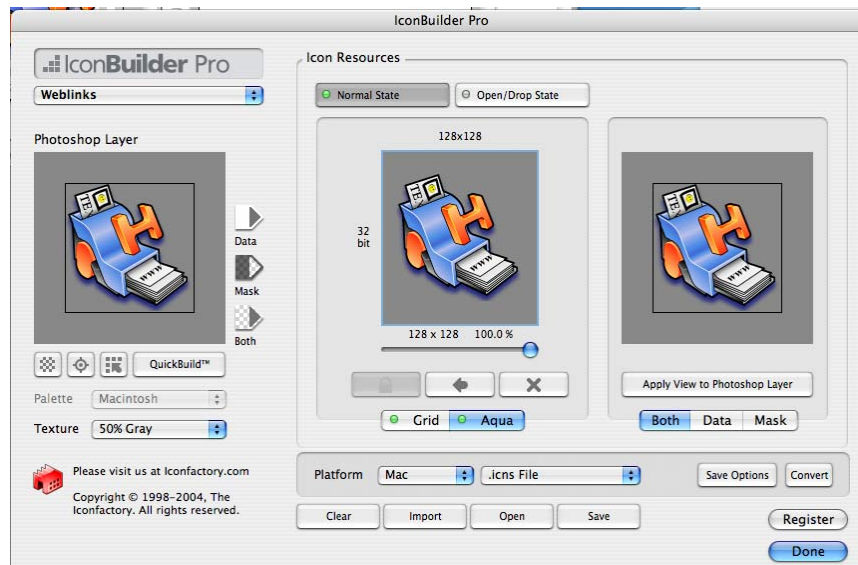 IconBuilder Pro
IconBuilder Pro
Weblinks
Photoshop Layer
Data
Mask
Both
QuickBuild™
Palette Macintosh
Texture 50% Gray
Please visit us at Iconfactory.com
Copyright © 1998-2004, The
Iconfactory. All rights reserved.
Icon Resources
Normal State Open/Drop State
128x128
32
bit
TEX
WWW
128 x 128 100.0 %
Grid Aqua
Apply View to Photoshop Layer
Both Data Mask
Platform Mac .icns File Save Options Convert
Clear Import Open Save
Register
Done